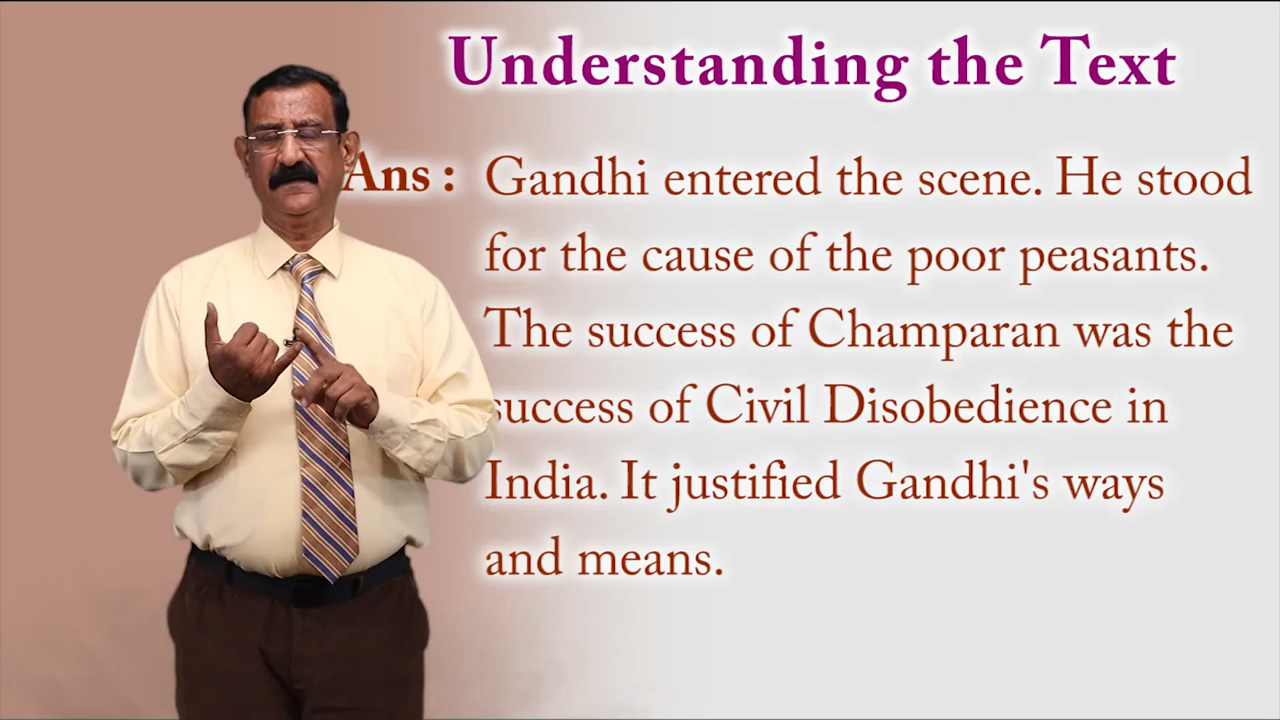 Understanding the Text
Ans : Gandhi entered the scene. He stood
for the cause of the poor peasants.
The success of Champaran was the
success of Civil Disobedience in
India. It justified Gandhi's ways
and means.